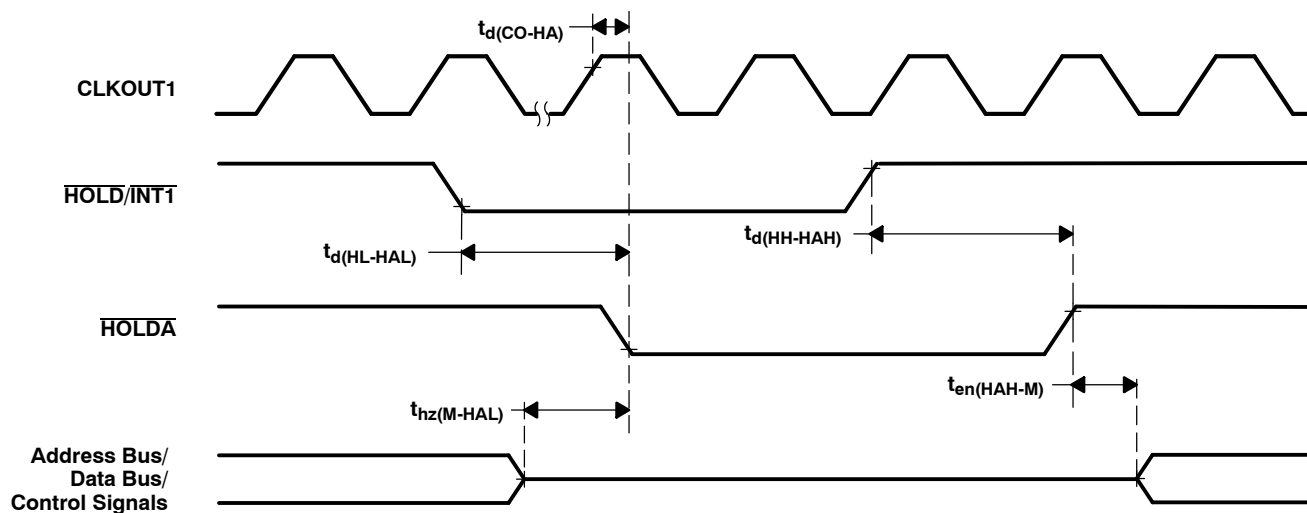 td(CO-HA)
CLKOUT1
HOLD/INT1
td(HL-HAL)
td(HH-HAH)
HOLDA
thz(M-HAL)
ten(HAH-M)
Address Bus/
Data Bus/
Control Signals